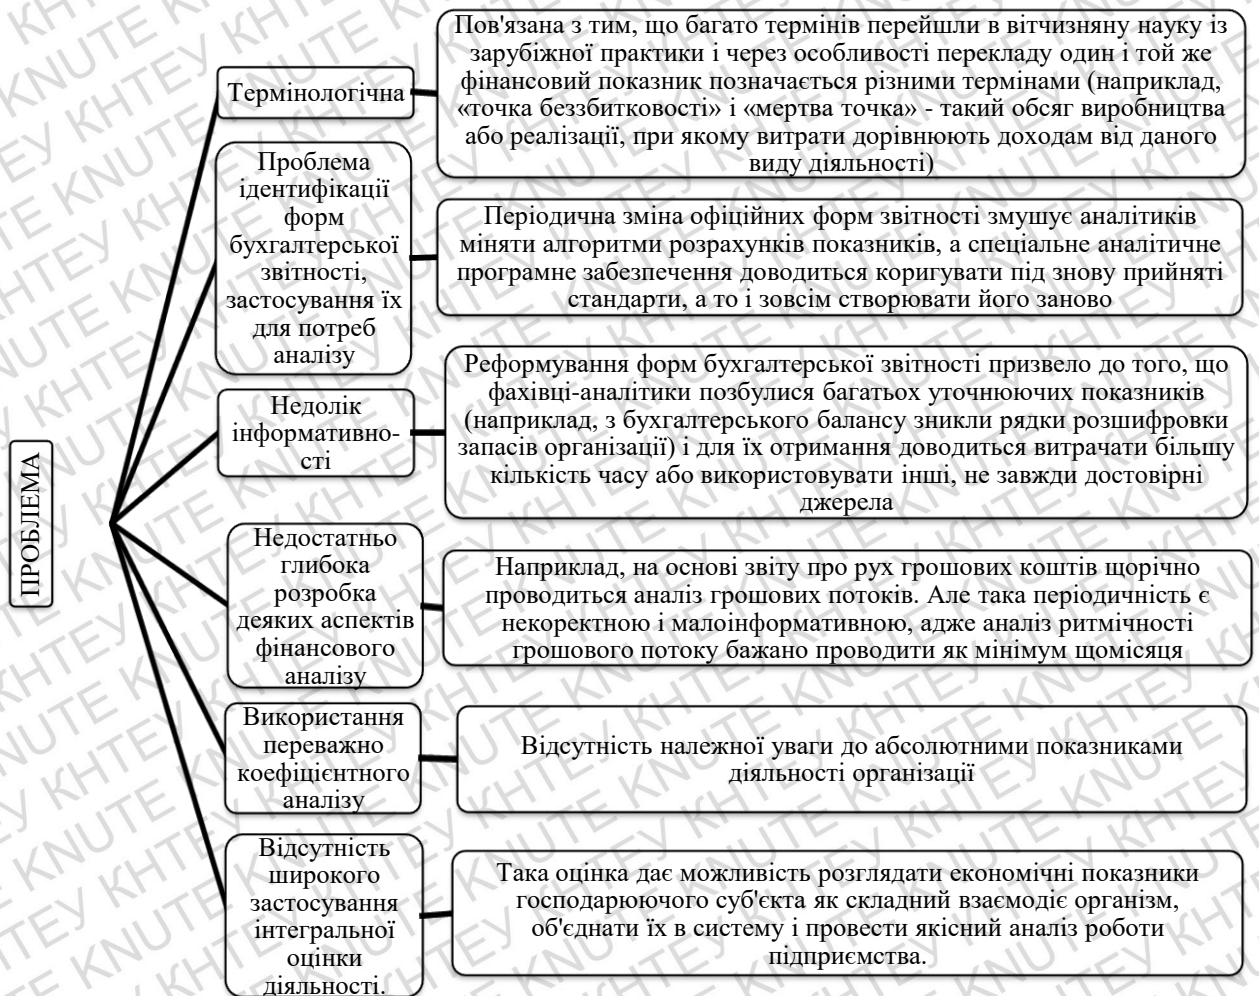 ПРОБЛЕМА
Термінологічна
Пов'язана з тим, що багато термінів перейшли в вітчизняну науку із
зарубіжної практики і через особливості перекладу один і той же
фінансовий показник позначається різними термінами (наприклад,
«точка беззбитковості» і «мертва точка» - такий обсяг виробництва
або реалізації, при якому витрати дорівнюють доходам від даного
виду діяльності)
Проблема
ідентифікації
форм
бухгалтерської
звітності,
застосування їх
для потреб
аналізу
Періодична зміна офіційних форм звітності змушує аналітиків
міняти алгоритми розрахунків показників, а спеціальне аналітичне
програмне забезпечення доводиться коригувати під знову прийняті
стандарти, а то і зовсім створювати його заново
Недолік
інформативно-
сті
Реформування форм бухгалтерської звітності призвело до того, що
фахівці-аналітики позбулися багатьох уточнюючих показників
(наприклад, з бухгалтерського балансу зникли рядки розшифровки
запасів організації) і для їх отримання доводиться витрачати більшу
кількість часу або використовувати інші, не завжди достовірні
джерела
Недостатньо
глибока
розробка
деяких аспектів
фінансового
аналізу
Наприклад, на основі звіту про рух грошових коштів щорічно
проводиться аналіз грошових потоків. Але така періодичність є
некоректною і малоінформативною, адже аналіз ритмічності
грошового потоку бажано проводити як мінімум щомісяця
Використання
переважно
коефіцієнтного
аналізу
Відсутність належної уваги до абсолютними показниками
діяльності організації
Відсутність
широкого
застосування
інтегральної
оцінки
діяльності.
Така оцінка дає можливість розглядати економічні показники
господарюючого суб'єкта як складний взаємодіє організм,
об'єднати їх в систему і провести якісний аналіз роботи
підприємства.